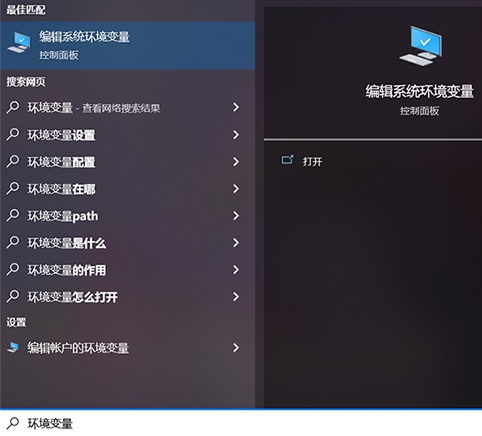 最佳匹配
编辑系统环境变量
控制面板
搜索网页
环境变量 - 查看网络搜索结果
环境变量设置
环境变量配置
环境变量在哪
环境变量path
环境变量是什么
环境变量的作用
环境变量怎么打开
设置
编辑帐户的环境变量
环境变量
编辑系统环境变量
控制面板
打开